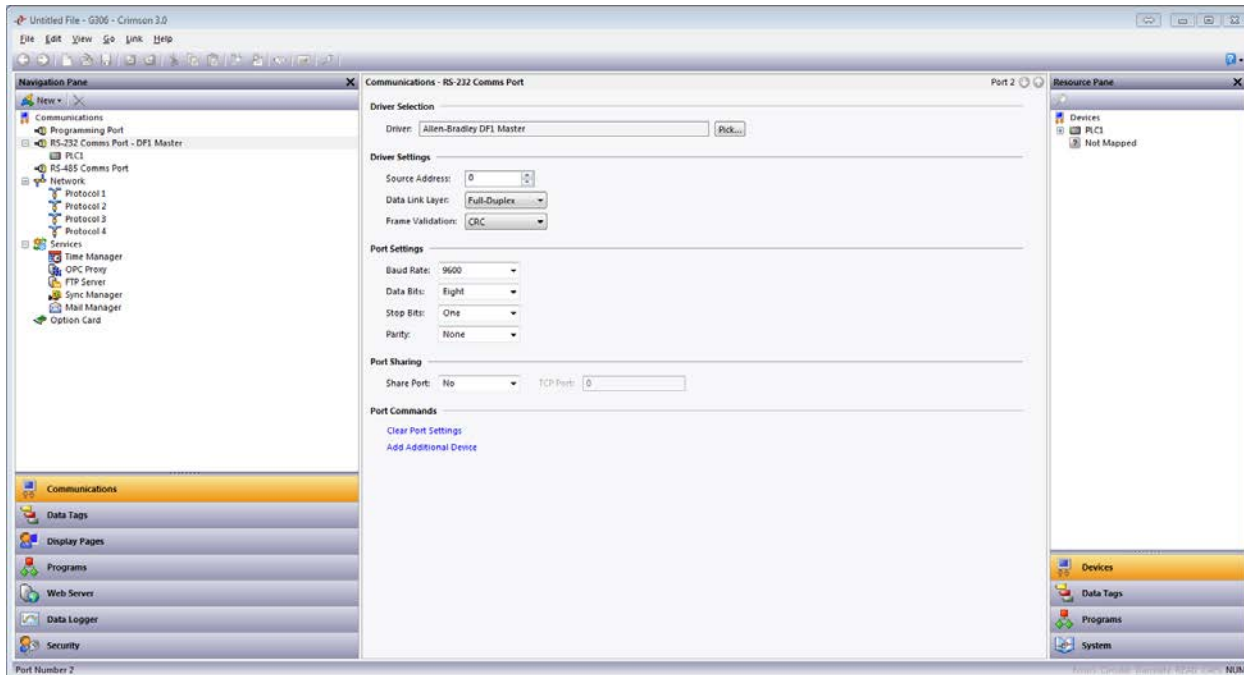 Untitled File - G306 - Crimson 3.0
File Edit View Go Link Help
Navigation Pane
New
Communications
Programming Port
RS-232 Comms Port - DF1 Master
PLC1
RS-485 Comms Port
Network
Protocol 1
Protocol 2
Protocol 3
Protocol 4
Services
Time Manager
OPC Proxy
FTP Server
Sync Manager
Mail Manager
Option Card
Communications
Data Tags
Display Pages
Programs
Web Server
Data Logger
Security
Port Number 2
Communications - RS-232 Comms Port
Port 2
Driver Selection
Driver: Allen-Bradley DF1 Master Pick...
Driver Settings
Source Address: 0
Data Link Layer: Full-Duplex
Frame Validation: CRC
Port Settings
Baud Rate: 9600
Data Bits: Eight
Stop Bits: One
Parity: None
Port Sharing
Share Port: No TCP Port: 0
Port Commands
Clear Port Settings
Add Additional Device
Resource Pane
Devices
PLC1
Not Mapped
Devices
Data Tags
Programs
System
NUM